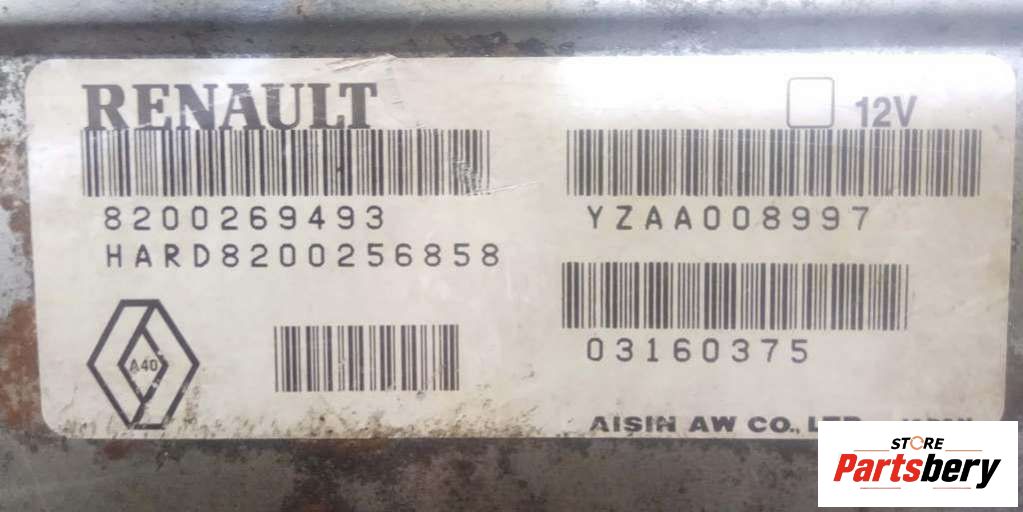 RENAULT
12V
8200269493
YZAA008997
HARD8200256858
03160375
A40
AISIN AW CO., LTD.
STORE
Partsbery